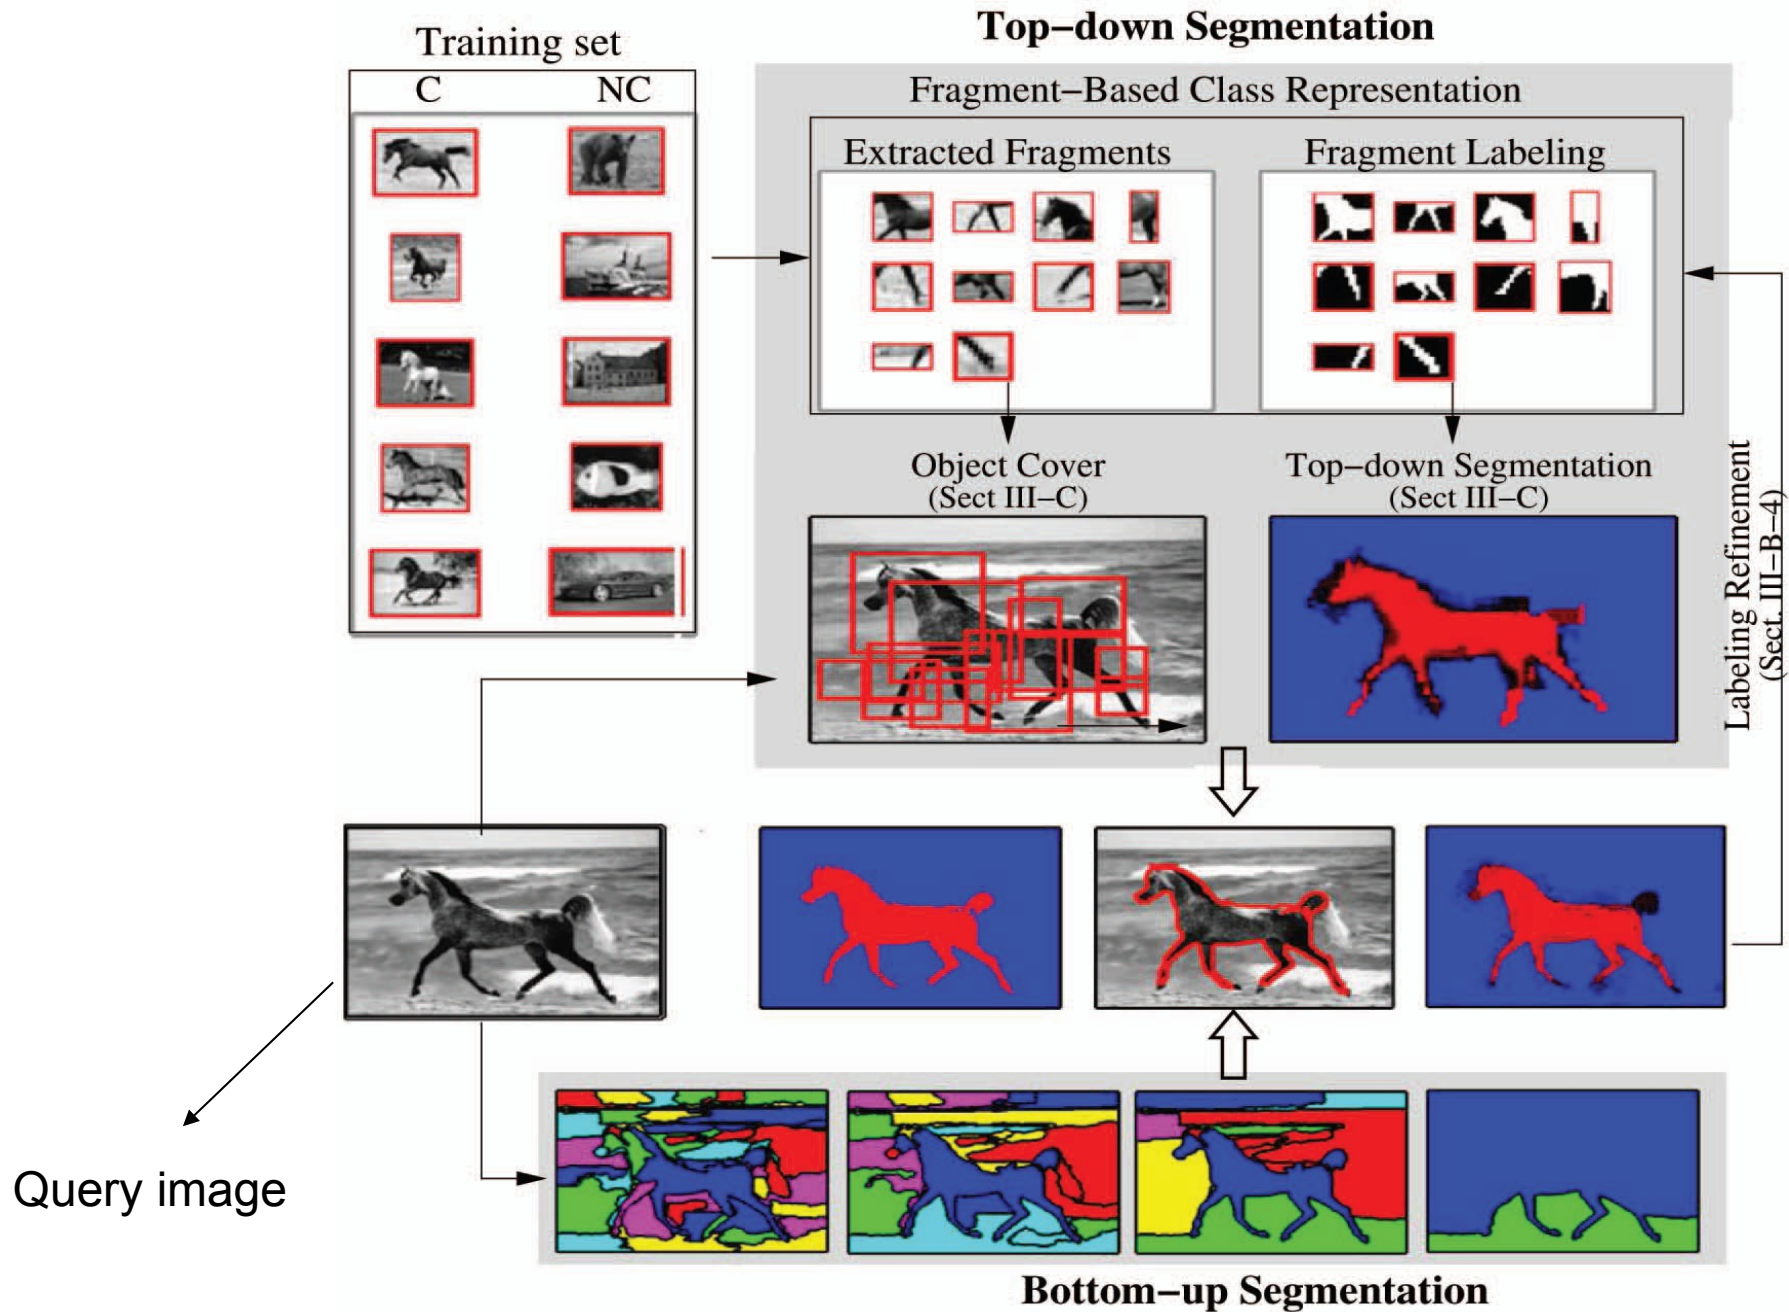 Training set
C NC
Top–down Segmentation
Fragment–Based Class Representation
Extracted Fragments
Fragment Labeling
Object Cover
(Sect III–C)
Top–down Segmentation
(Sect III–C)
Labeling Refinement
(Sect. III–B–4)
Query image
Bottom–up Segmentation